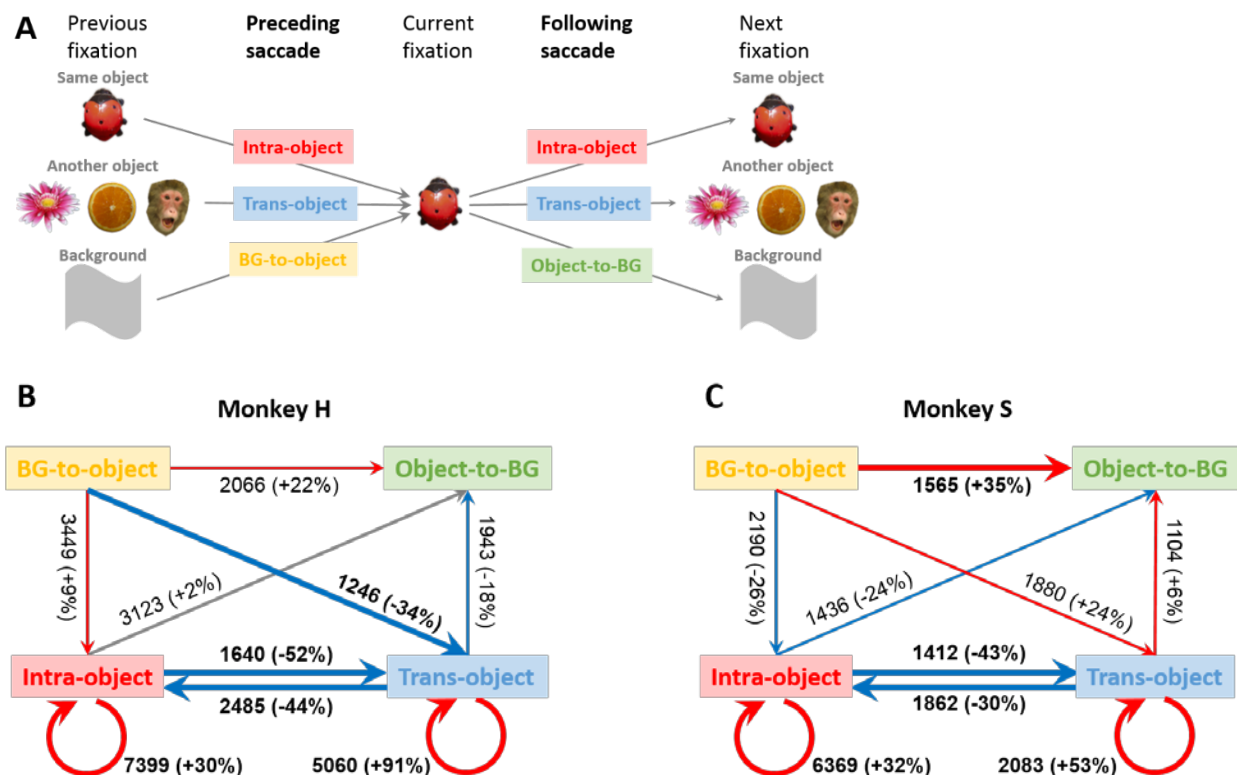 A
Previous fixation
Preceding saccade
Current fixation
Following saccade
Next fixation
Same object
Same object
Intra-object
Intra-object
Another object
Another object
Trans-object
Trans-object
Background
Background
BG-to-object
Object-to-BG
B
Monkey H
BG-to-object
Object-to-BG
2066 (+22%)
3449 (+9%)
3123 (+2%)
1246 (-34%)
1943 (-18%)
1640 (-52%)
Intra-object
Trans-object
2485 (-44%)
7399 (+30%)
5060 (+91%)
C
Monkey S
BG-to-object
Object-to-BG
1565 (+35%)
2190 (-26%)
1436 (-24%)
1880 (+24%)
1104 (+6%)
1412 (-43%)
Intra-object
Trans-object
1862 (-30%)
6369 (+32%)
2083 (+53%)